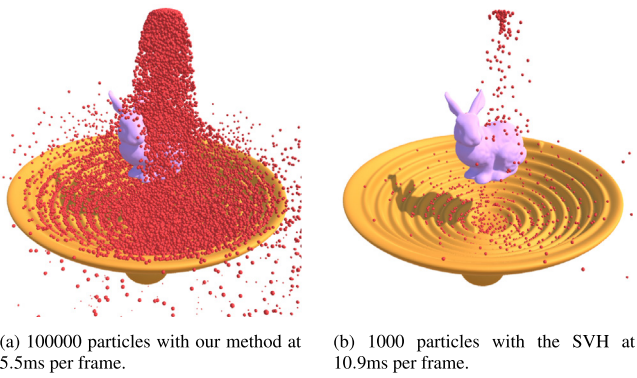 (a) 100000 particles with our method at
5.5ms per frame.
(b) 1000 particles with the SVH at
10.9ms per frame.